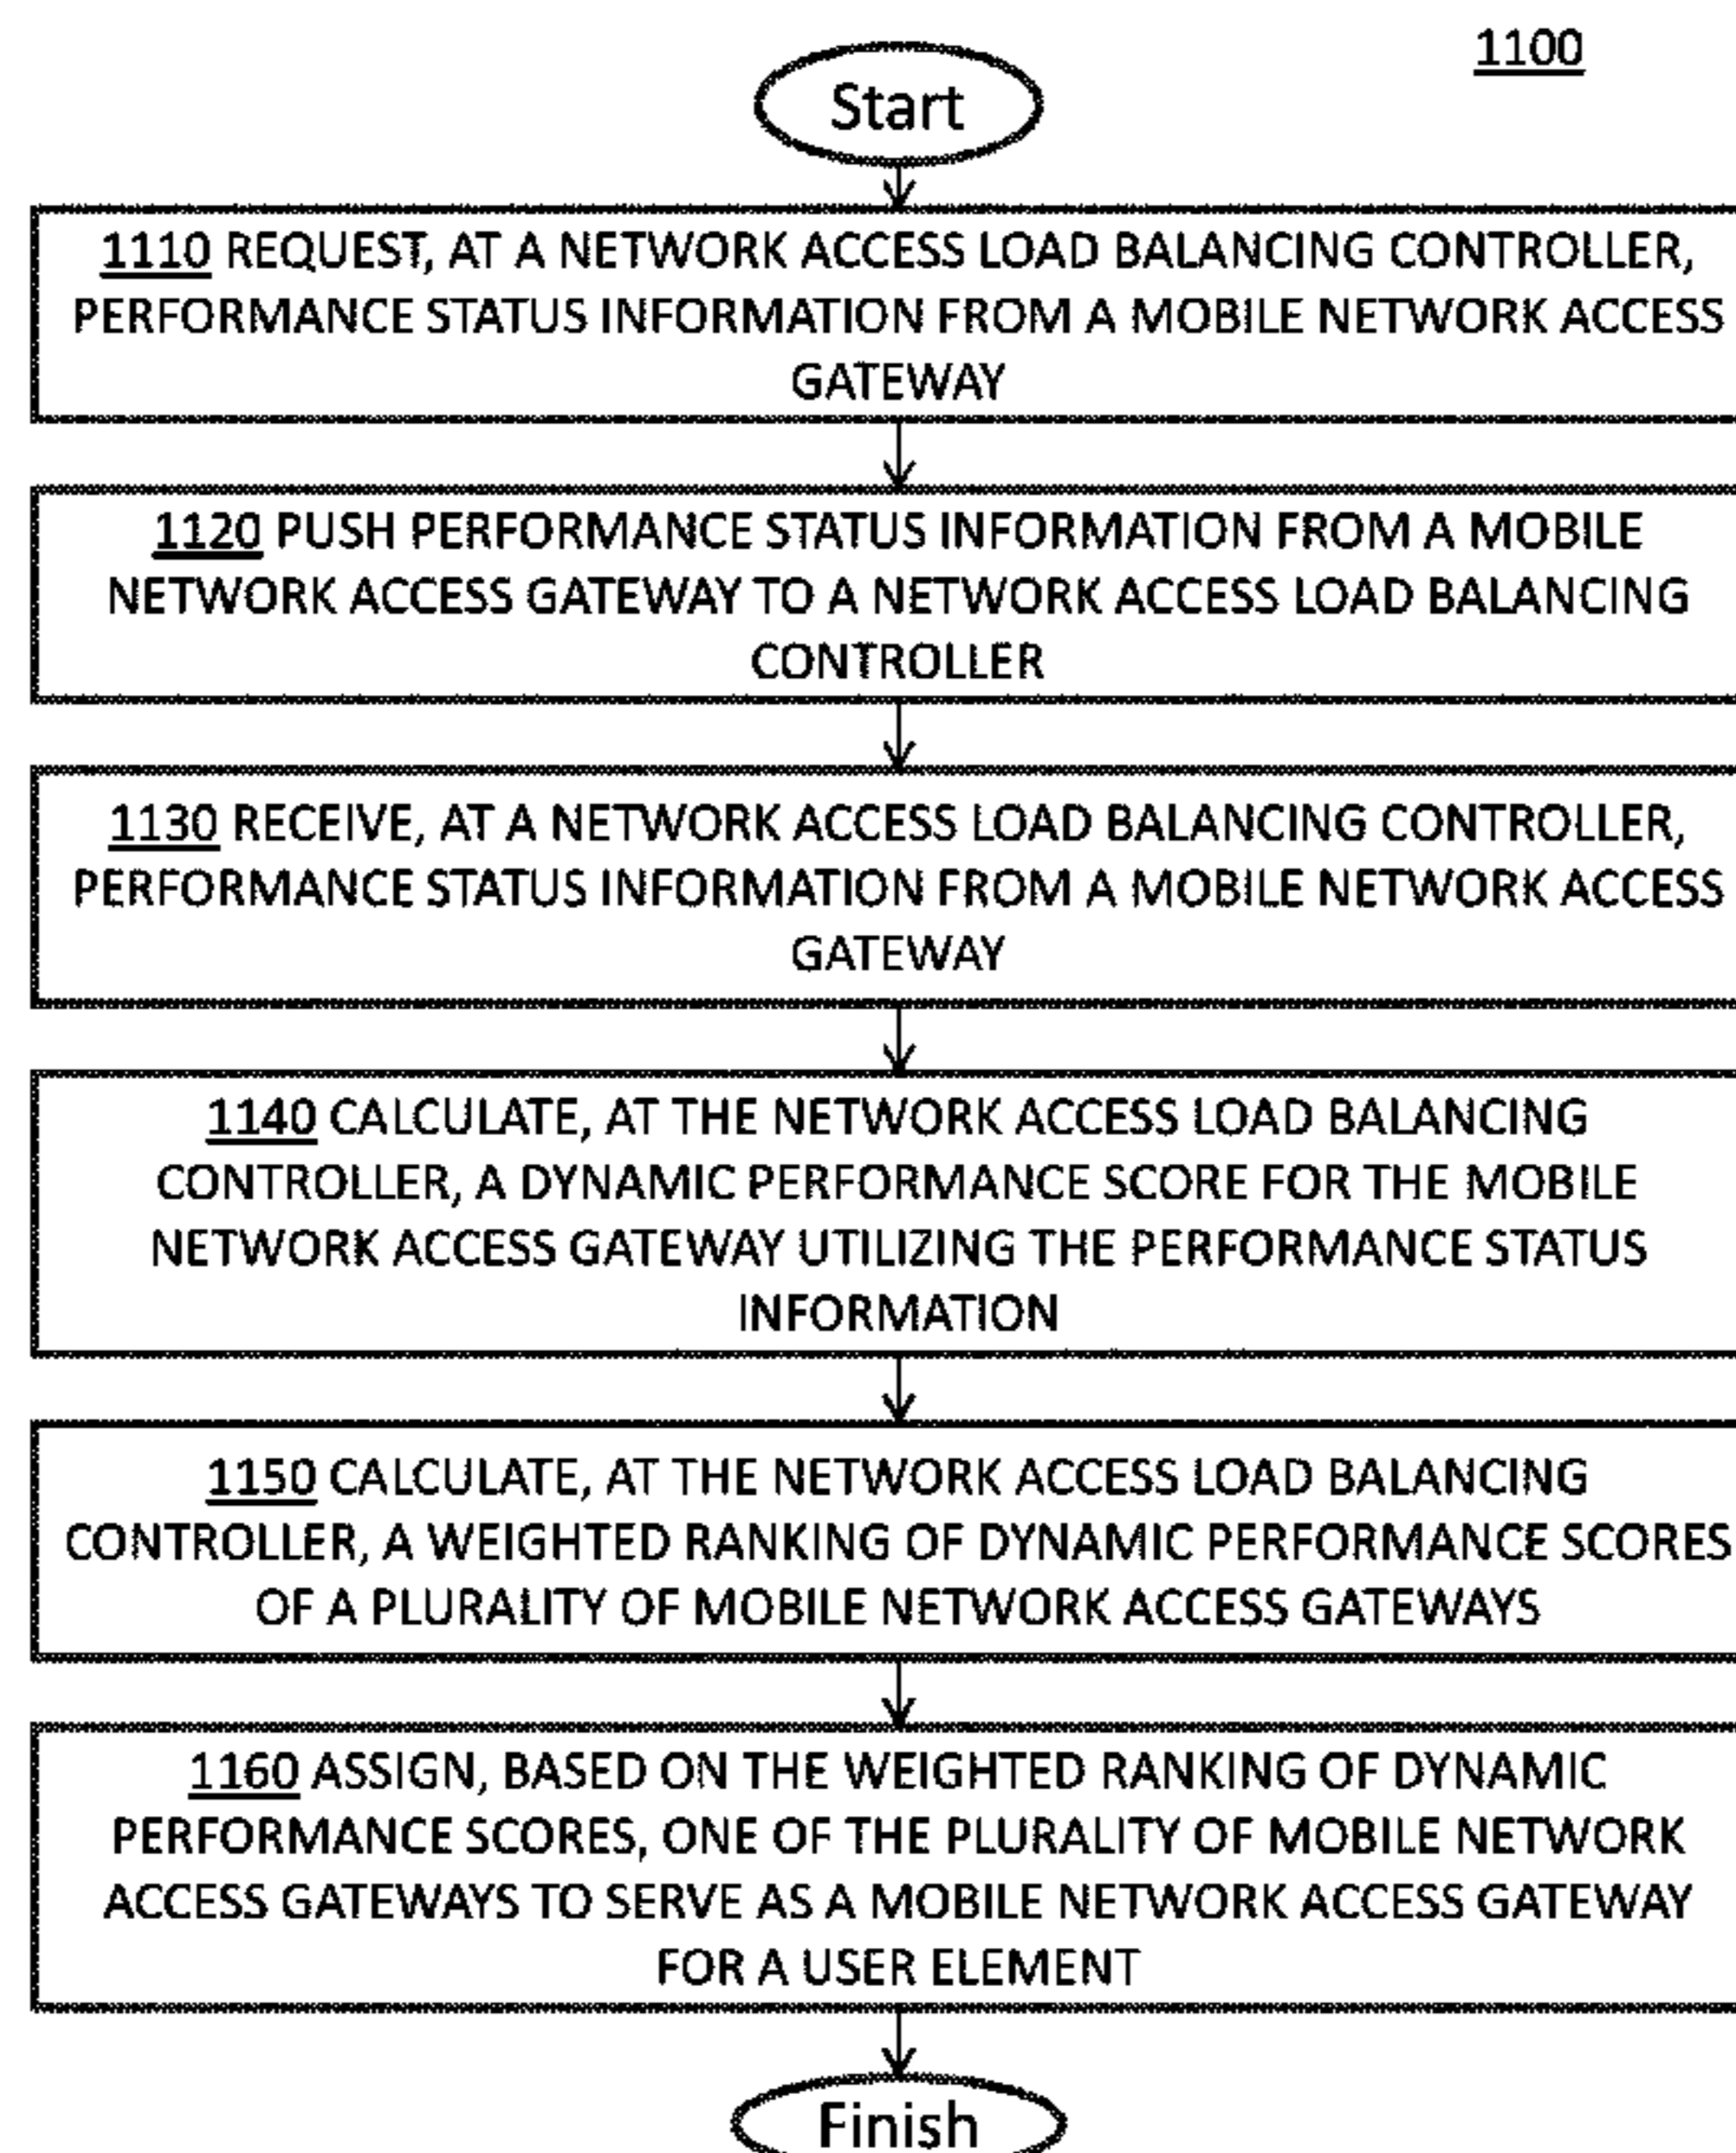 1100
Start
1110 REQUEST, AT A NETWORK ACCESS LOAD BALANCING CONTROLLER,
PERFORMANCE STATUS INFORMATION FROM A MOBILE NETWORK ACCESS
GATEWAY
1120 PUSH PERFORMANCE STATUS INFORMATION FROM A MOBILE
NETWORK ACCESS GATEWAY TO A NETWORK ACCESS LOAD BALANCING
CONTROLLER
1130 RECEIVE, AT A NETWORK ACCESS LOAD BALANCING CONTROLLER,
PERFORMANCE STATUS INFORMATION FROM A MOBILE NETWORK ACCESS
GATEWAY
1140 CALCULATE, AT THE NETWORK ACCESS LOAD BALANCING
CONTROLLER, A DYNAMIC PERFORMANCE SCORE FOR THE MOBILE
NETWORK ACCESS GATEWAY UTILIZING THE PERFORMANCE STATUS
INFORMATION
1150 CALCULATE, AT THE NETWORK ACCESS LOAD BALANCING
CONTROLLER, A WEIGHTED RANKING OF DYNAMIC PERFORMANCE SCORES
OF A PLURALITY OF MOBILE NETWORK ACCESS GATEWAYS
1160 ASSIGN, BASED ON THE WEIGHTED RANKING OF DYNAMIC
PERFORMANCE SCORES, ONE OF THE PLURALITY OF MOBILE NETWORK
ACCESS GATEWAYS TO SERVE AS A MOBILE NETWORK ACCESS GATEWAY
FOR A USER ELEMENT
Finish